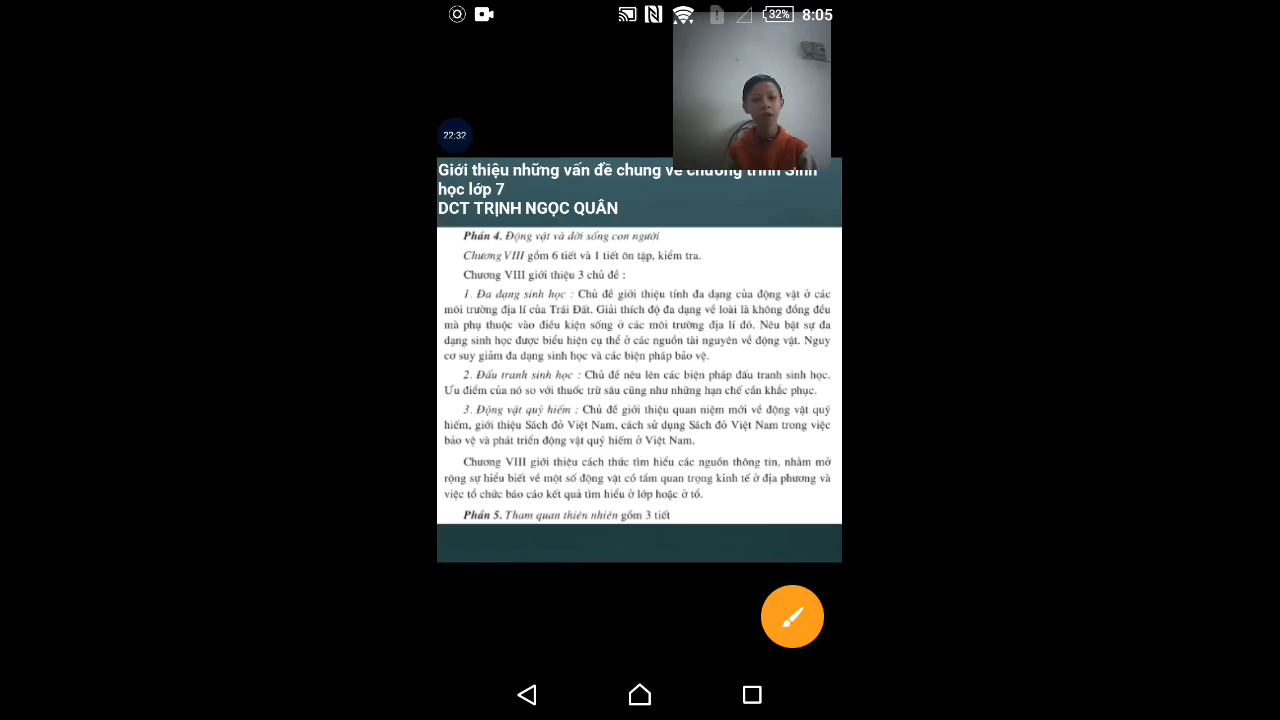 32%
8:05
22:32
Giới thiệu những vấn đề chung về chương trình Sinh
học lớp 7
DCT TRỊNH NGỌC QUÂN
Phần 4. Động vật và đời sống con người
Chương VIII gồm 6 tiết và 1 tiết ôn tập, kiểm tra.
Chương VIII giới thiệu 3 chủ đề :
1. Đa dạng sinh học : Chủ đề giới thiệu tính đa dạng của động vật ở các
môi trường địa lí của Trái Đất. Giải thích độ đa dạng về loài là không đồng đều
mà phụ thuộc vào điều kiện sống ở các môi trường địa lí đó. Nêu bật sự đa
dạng sinh học được biểu hiện cụ thể ở các nguồn tài nguyên về động vật. Nguy
cơ suy giảm đa dạng sinh học và các biện pháp bảo vệ.
2. Đấu tranh sinh học : Chủ đề nêu lên các biện pháp đấu tranh sinh học.
Ưu điểm của nó so với thuốc trừ sâu cũng như những hạn chế cần khắc phục.
3. Động vật quý hiếm : Chủ đề giới thiệu quan niệm mới về động vật quý
hiếm, giới thiệu Sách đỏ Việt Nam, cách sử dụng Sách đỏ Việt Nam trong việc
bảo vệ và phát triển động vật quý hiếm ở Việt Nam.
Chương VIII giới thiệu cách thức tìm hiểu các nguồn thông tin, nhằm mở
rộng sự hiểu biết về một số động vật có tầm quan trọng kinh tế ở địa phương và
việc tổ chức báo cáo kết quả tìm hiểu ở lớp hoặc ở tổ.
Phần 5. Tham quan thiên nhiên gồm 3 tiết